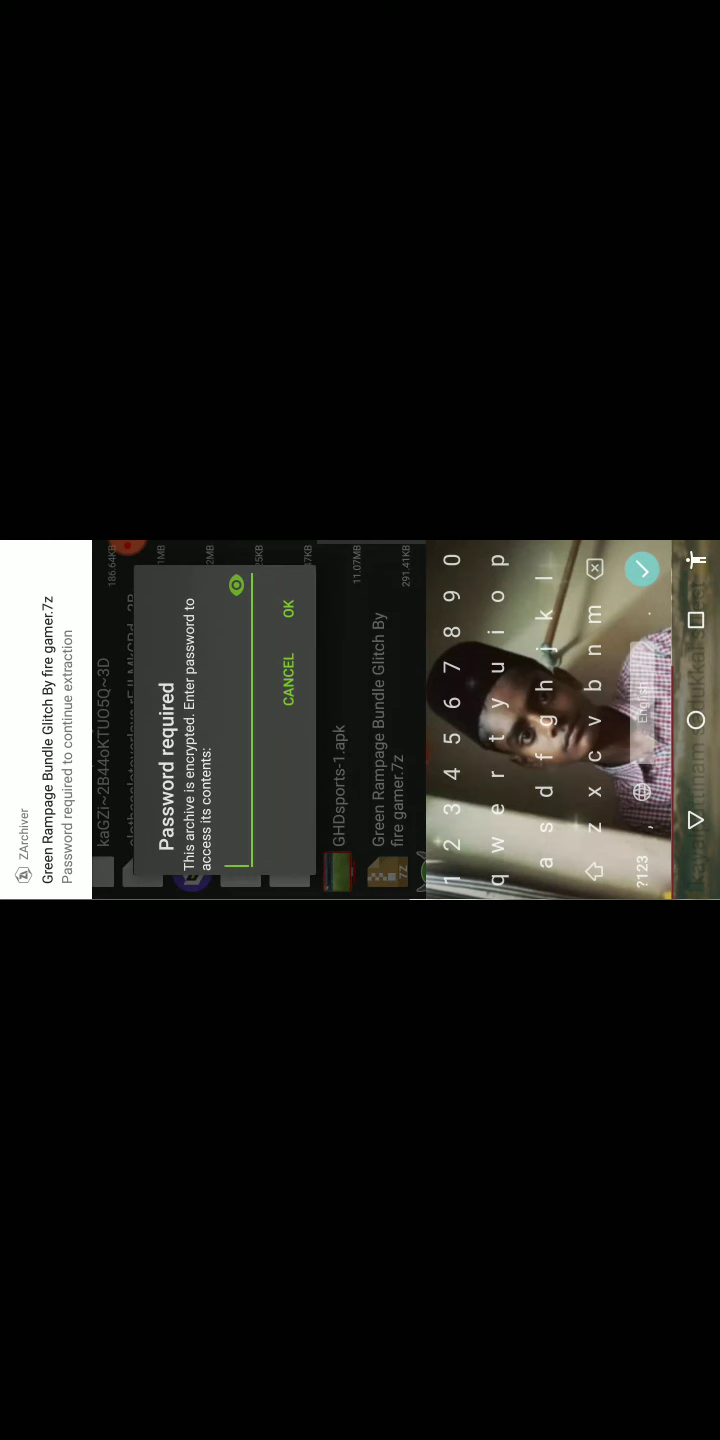 ZArchiver
Green Rampage Bundle Glitch By fire gamer.7z
Password required to continue extraction
186.64KB
kaGZi~2B44oKTUO5Q~3D
Password required
This archive is encrypted. Enter password to
access its contents:
CANCEL OK
11.07MB
GHDsports-1.apk
291.41KB
Green Rampage Bundle Glitch By
fire gamer.7z
7Z
1 2 3 4 5 6 7 8 9 0
q w e r t y u i o p
a s d f g h j k l
z x c v b n m
?123 , English .